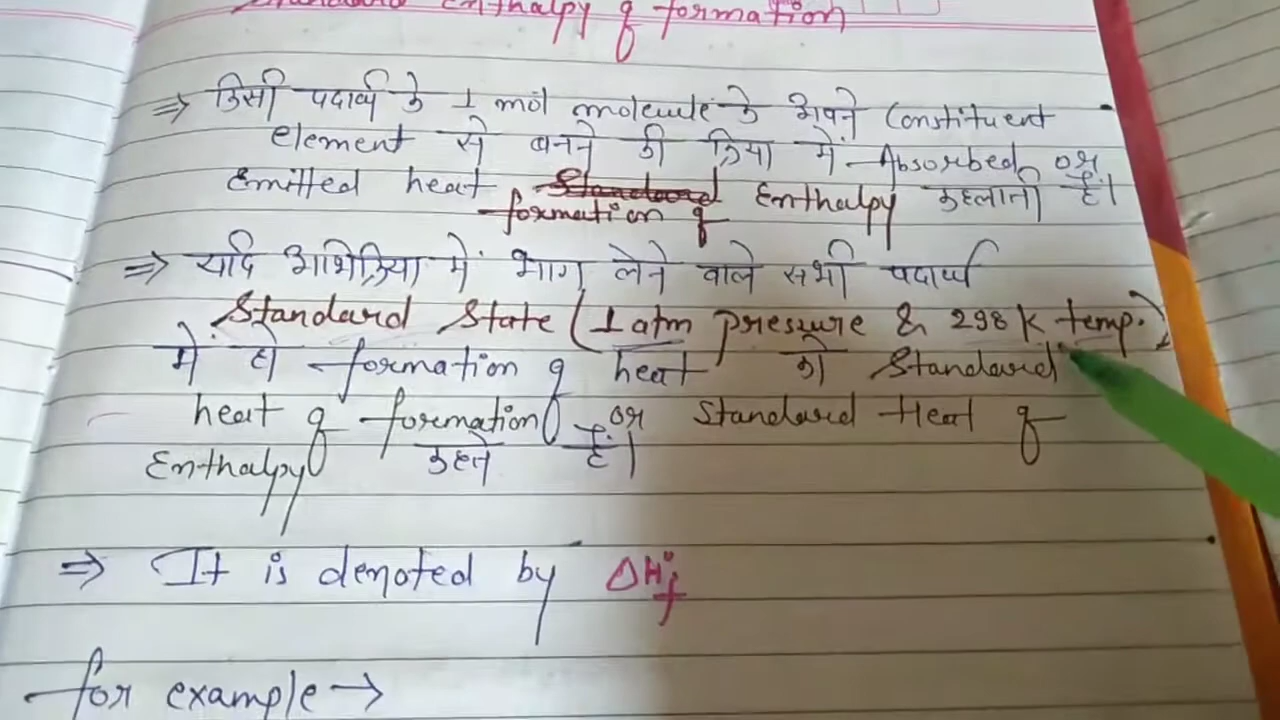 Standard Enthalpy of formation
⇒ किसी पदार्थ के 1 mol molecule के अपने Constituent
element से बनने की क्रिया में Absorbed or
Emitted heat Standard Enthalpy कहलाती है।
formation of
⇒ यदि अभिक्रिया में भाग लेने वाले सभी पदार्थ
Standard State (1 atm pressure & 298 K temp.)
में हो formation of heat को Standard
heat of formation or Standard Heat of
Enthalpy कहते हैं।
⇒ It is denoted by ΔH°f
for example →